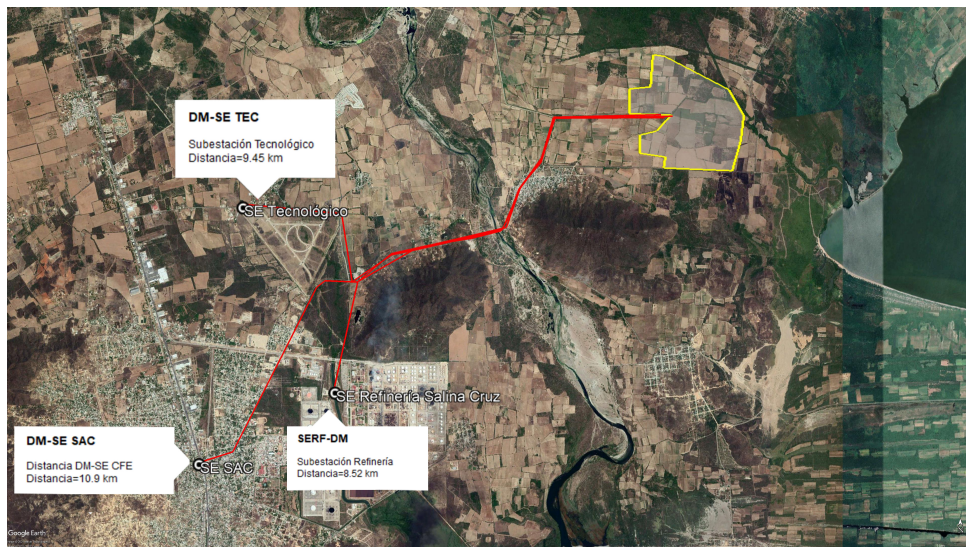 DM-SE TEC
Subestación Tecnológico
Distancia=9.45 km
SE Tecnológico
SE Refinería Salina Cruz
DM-SE SAC
Distancia DM-SE CFE
Distancia=10.9 km
SE SAC
SERF-DM
Subestación Refinería
Distancia=8.52 km
Google Earth
N